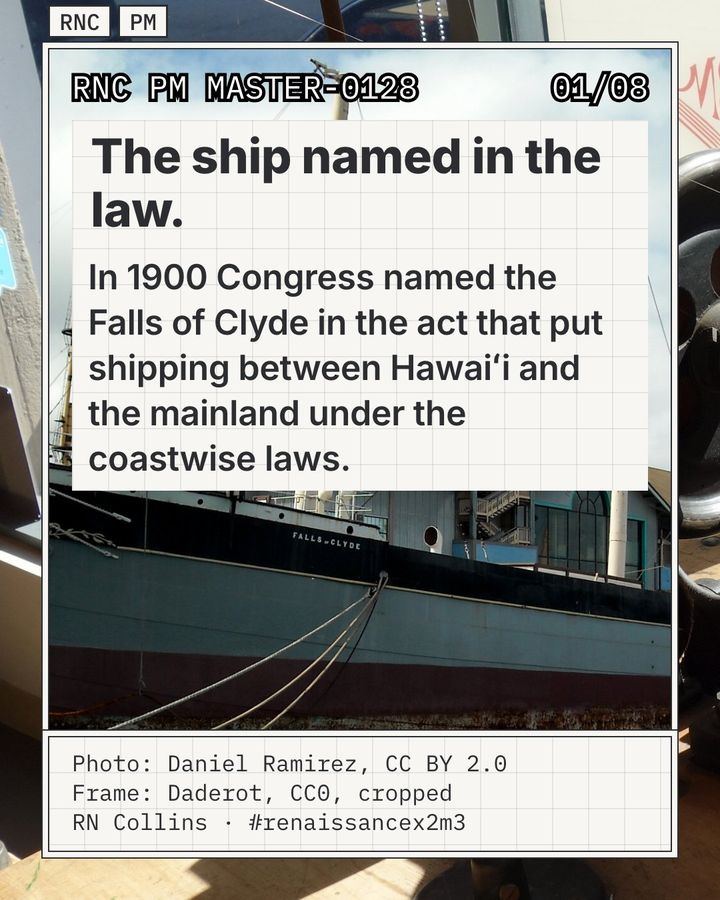 RNC PM
RNC PM MASTER-0128 01/08
The ship named in the
law.
In 1900 Congress named the
Falls of Clyde in the act that put
shipping between Hawaiʻi and
the mainland under the
coastwise laws.
FALLS OF CLYDE
Photo: Daniel Ramirez, CC BY 2.0
Frame: Daderot, CC0, cropped
RN Collins · #renaissancex2m3